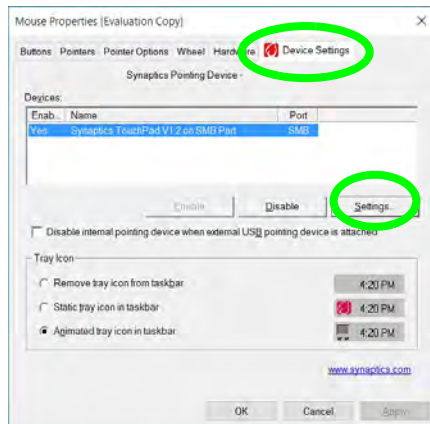 Mouse Properties (Evaluation Copy)
Buttons Pointers Pointer Options Wheel Hardware Device Settings
Synaptics Pointing Device -
Devices:
Enab... Name Port
Yes Synaptics TouchPad V1.2 on SMB Port SMB
Enable Disable Settings...
Disable internal pointing device when external USB pointing device is attached.
Tray Icon
Remove tray icon from taskbar 4:20 PM
Static tray icon in taskbar 4:20 PM
Animated tray icon in taskbar 4:20 PM
www.synaptics.com
OK Cancel Apply